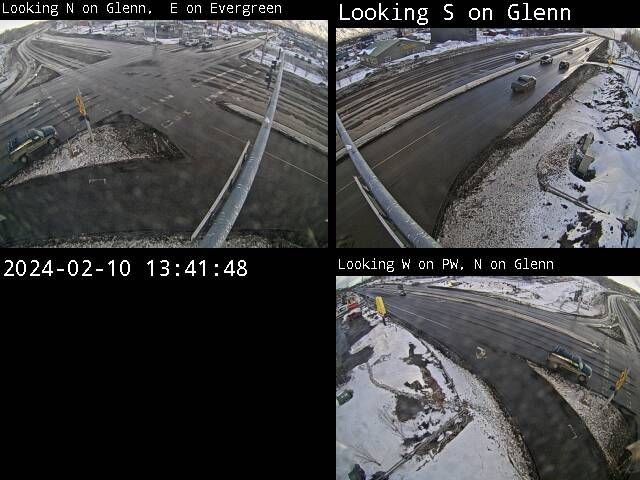 Looking N on Glenn, E on Evergreen
Looking S on Glenn
2024-02-10 13:41:48
Looking W on PW, N on Glenn